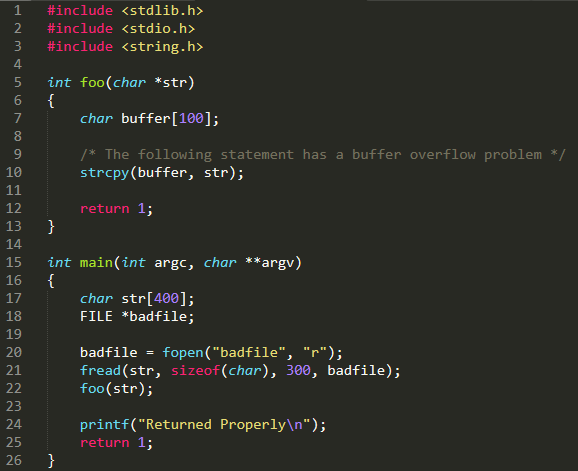 1 #include <stdlib.h>
2 #include <stdio.h>
3 #include <string.h>
4
5 int foo(char *str)
6 {
7     char buffer[100];
8
9     /* The following statement has a buffer overflow problem */
10     strcpy(buffer, str);
11
12     return 1;
13 }
14
15 int main(int argc, char **argv)
16 {
17     char str[400];
18     FILE *badfile;
19
20     badfile = fopen("badfile", "r");
21     fread(str, sizeof(char), 300, badfile);
22     foo(str);
23
24     printf("Returned Properly\n");
25     return 1;
26 }